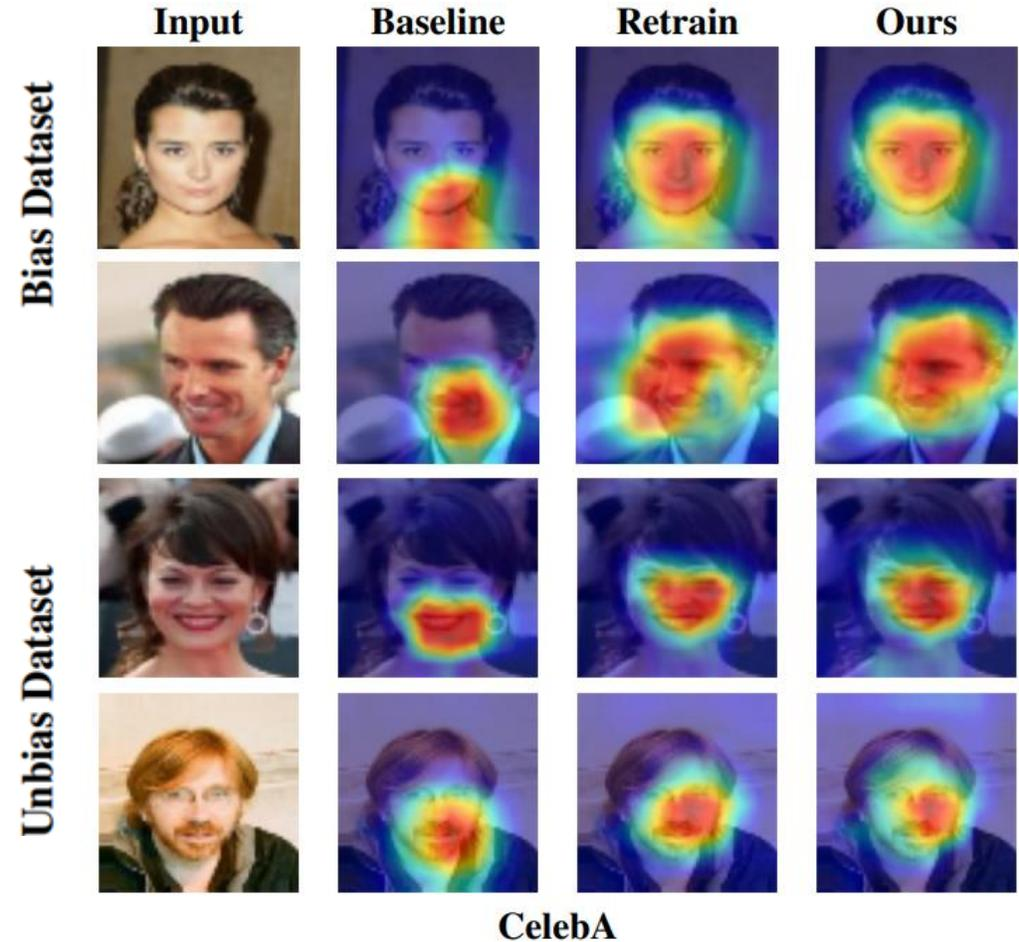 Input Baseline Retrain Ours
Bias Dataset
Unbias Dataset
CelebA